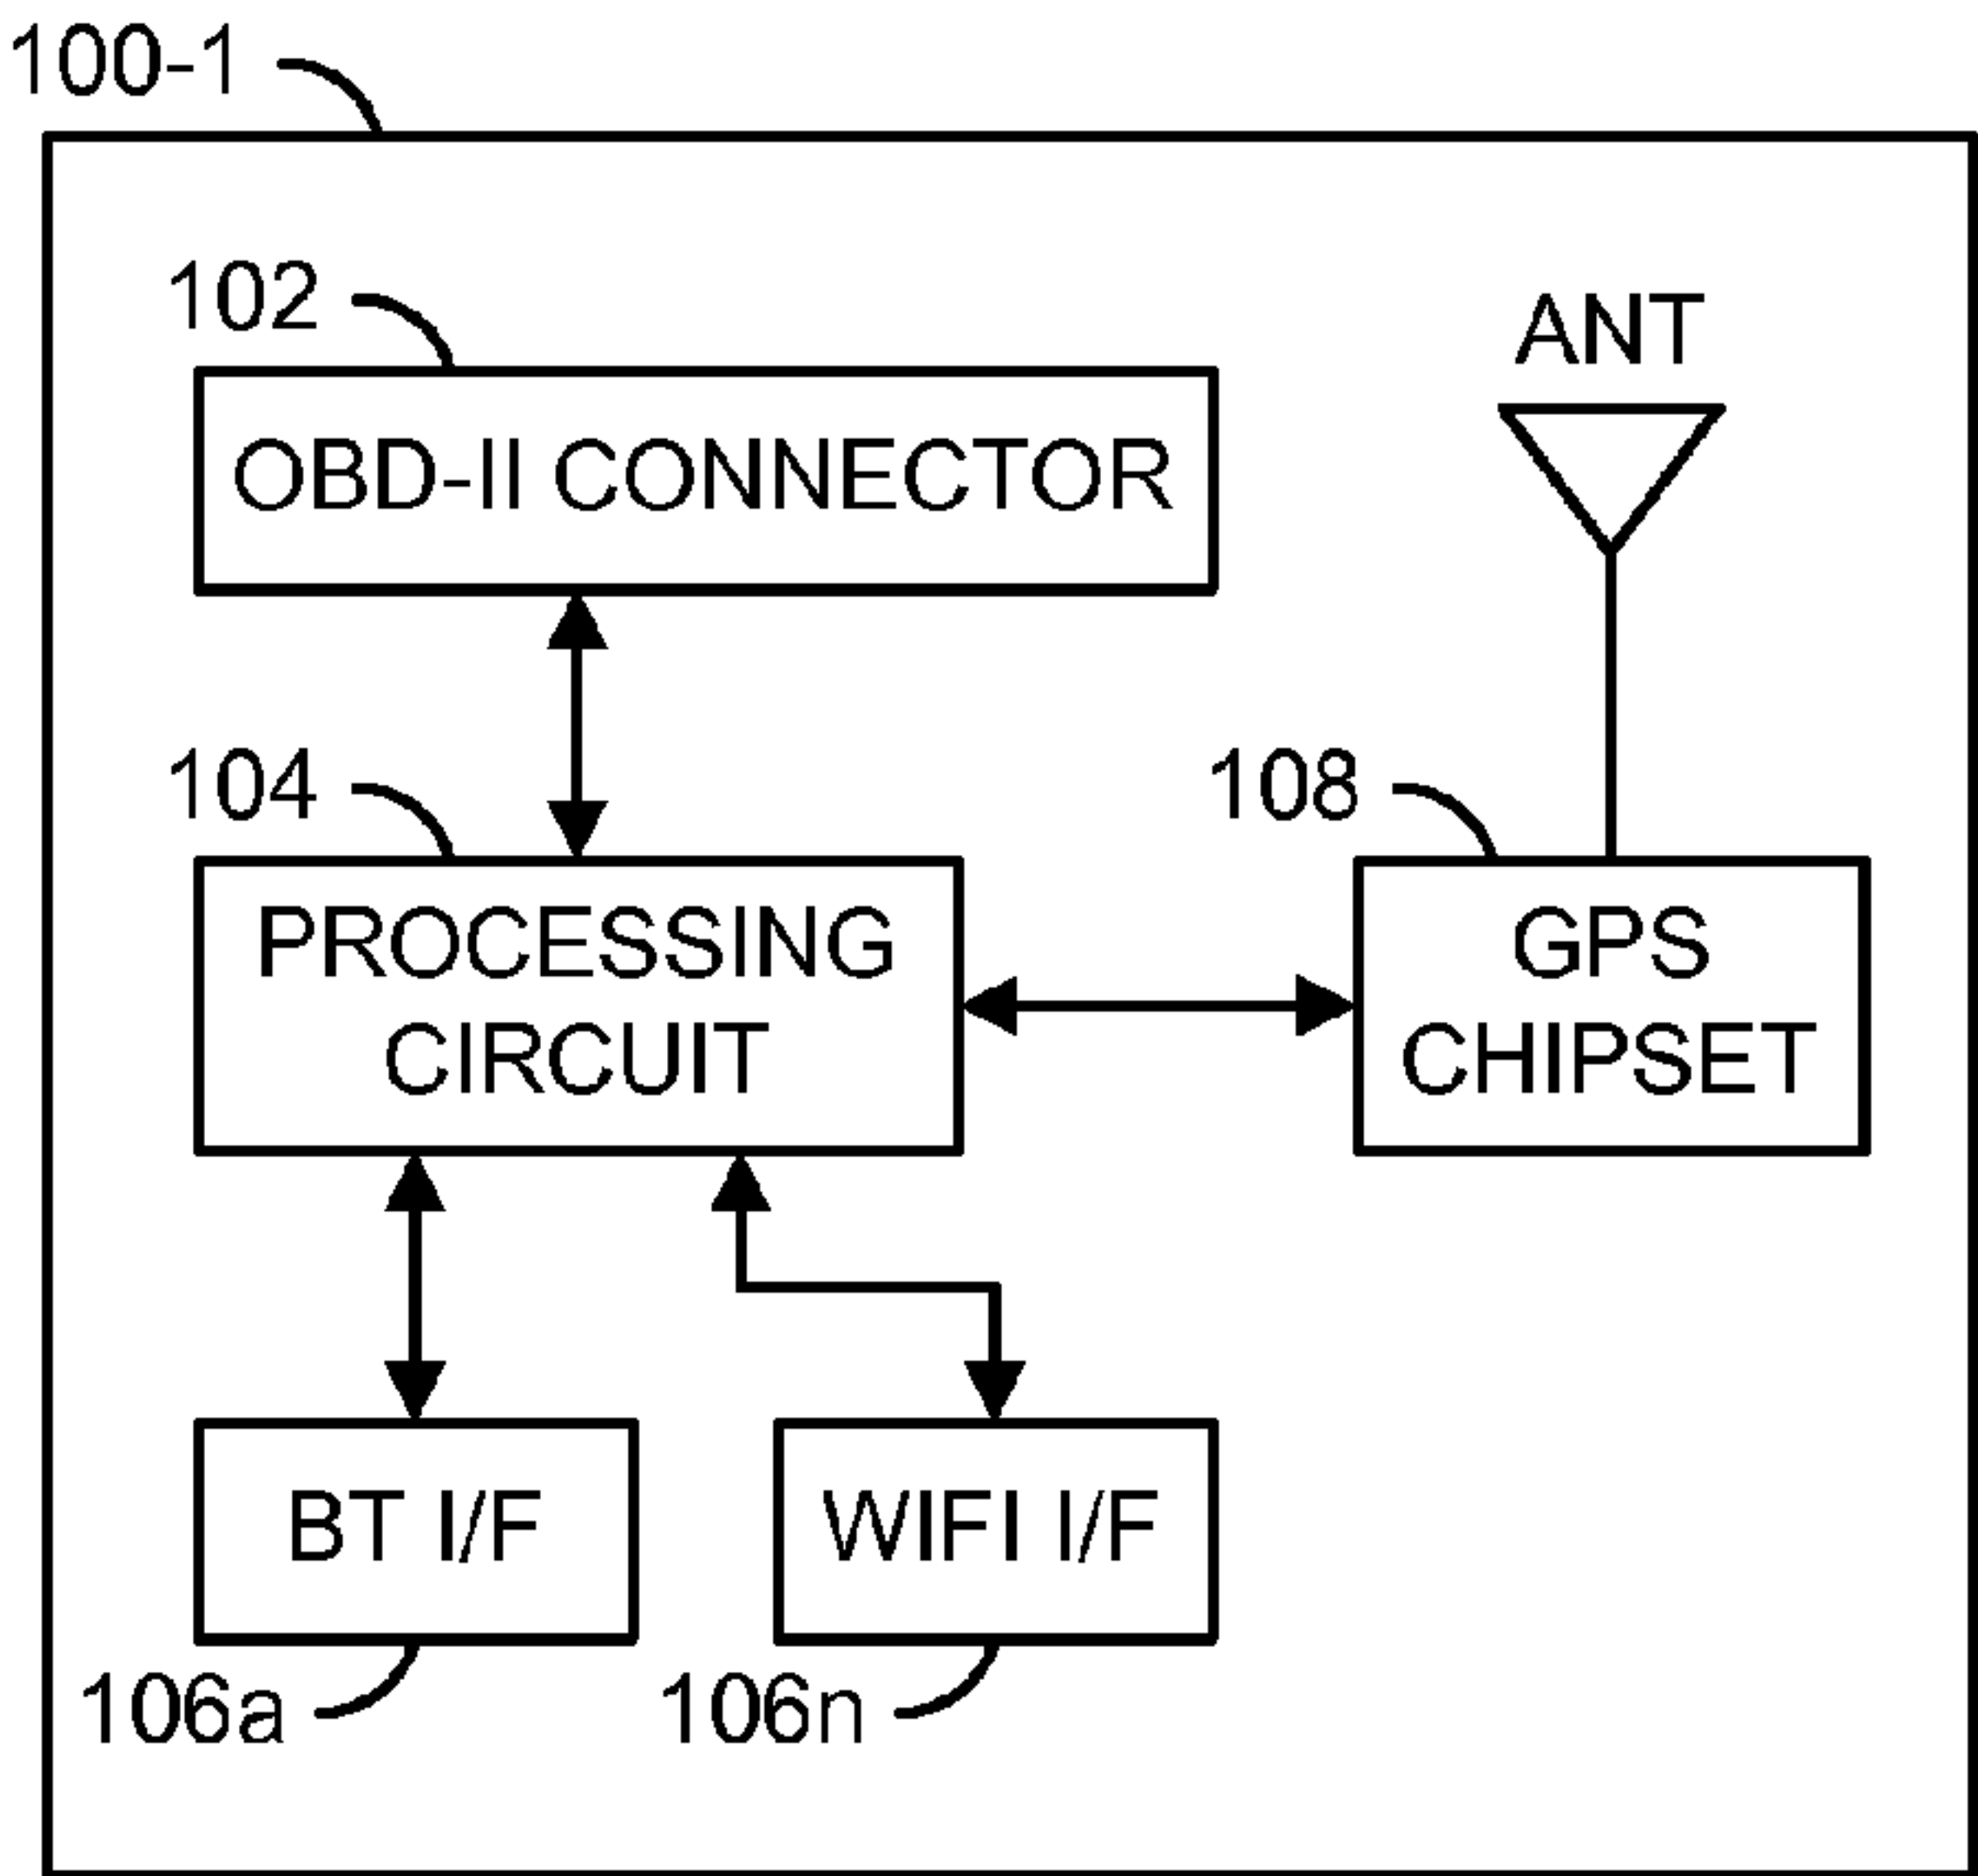 100-1
102
ANT
OBD-II CONNECTOR
104
108
PROCESSING
CIRCUIT
GPS
CHIPSET
BT I/F
WIFI I/F
106a
106n